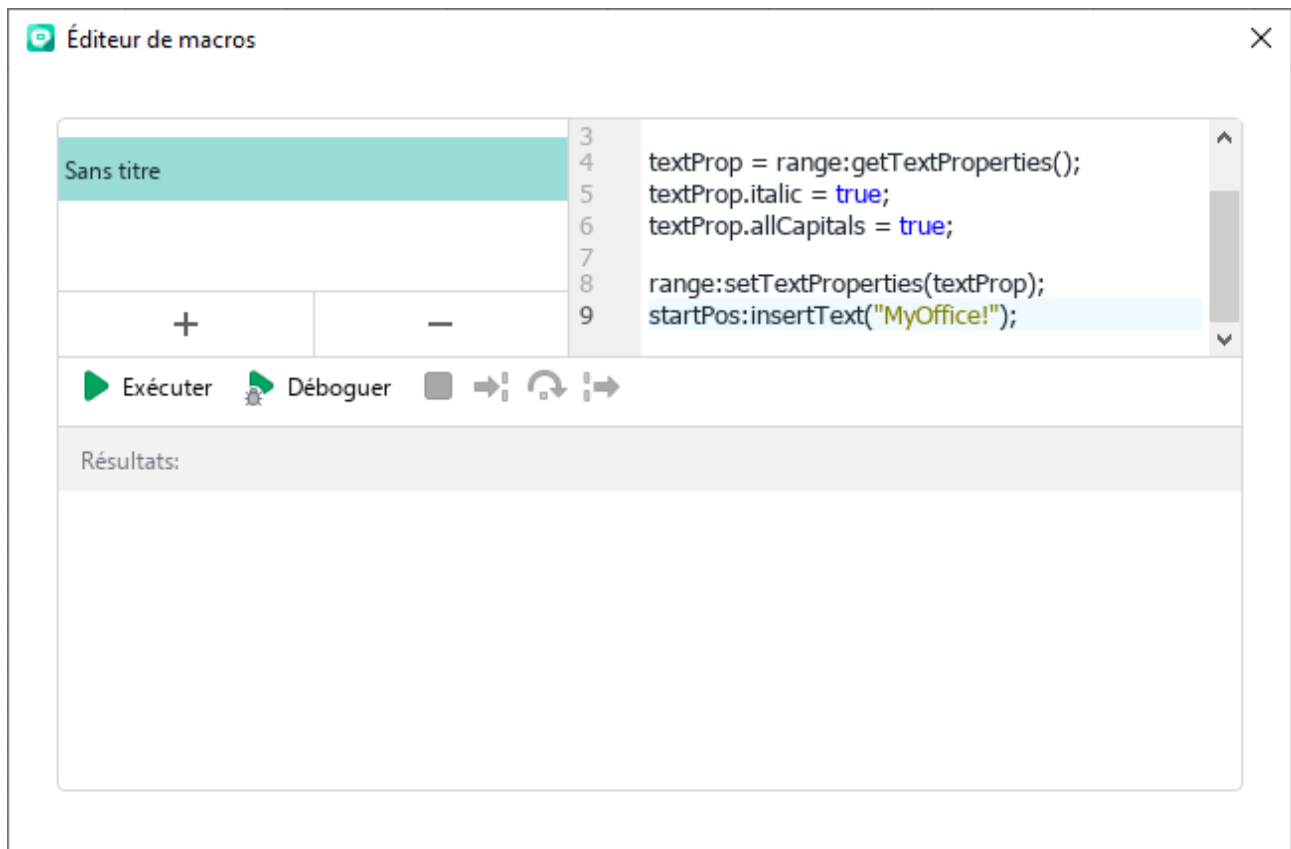 Éditeur de macros
Sans titre
3
4 textProp = range:getTextProperties();
5 textProp.italic = true;
6 textProp.allCapitals = true;
7
8 range:setTextProperties(textProp);
9 startPos:insertText("MyOffice!");
+ −
Exécuter Déboguer
Résultats: